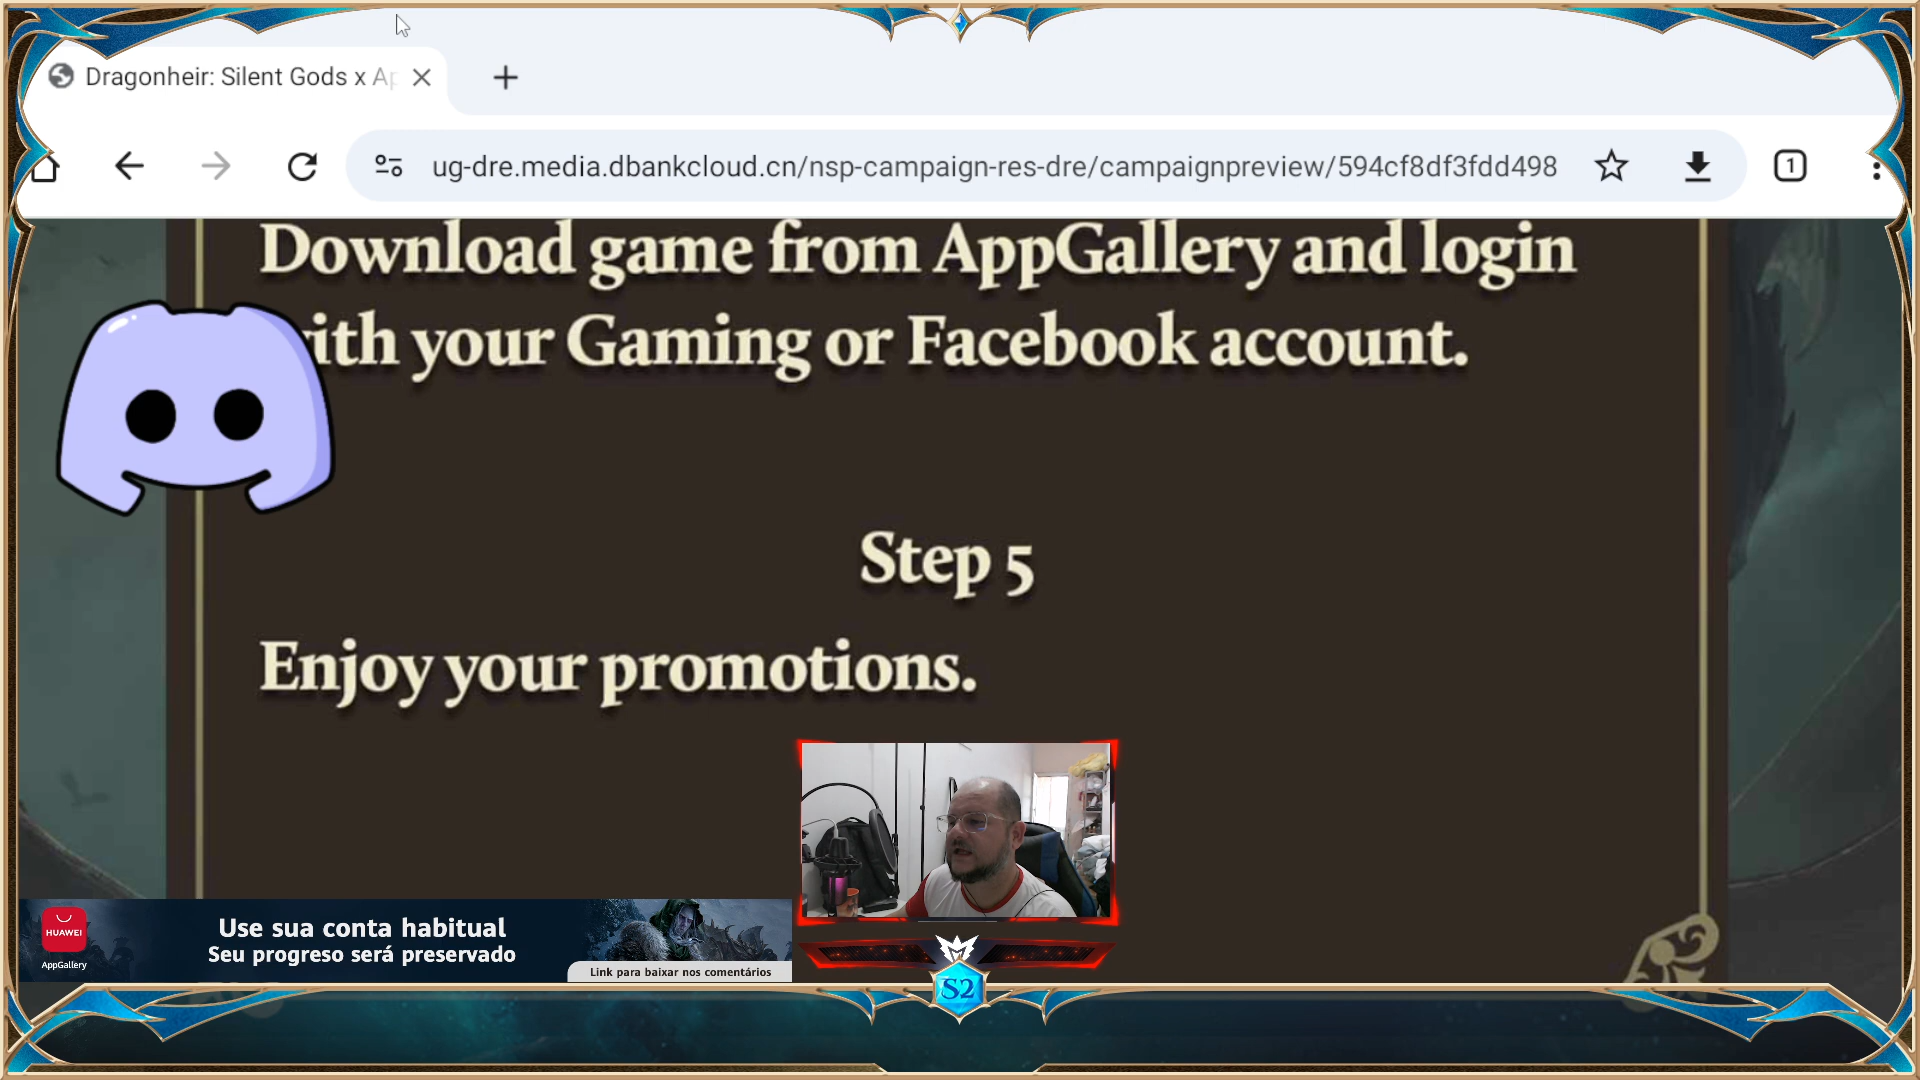 Dragonheir: Silent Gods x Ap
ug-dre.media.dbankcloud.cn/nsp-campaign-res-dre/campaignpreview/594cf8df3fdd498
1
Download game from AppGallery and login
ith your Gaming or Facebook account.
Step 5
Enjoy your promotions.
HUAWEI
AppGallery
Use sua conta habitual
Seu progreso será preservado
Link para baixar nos comentários
S2